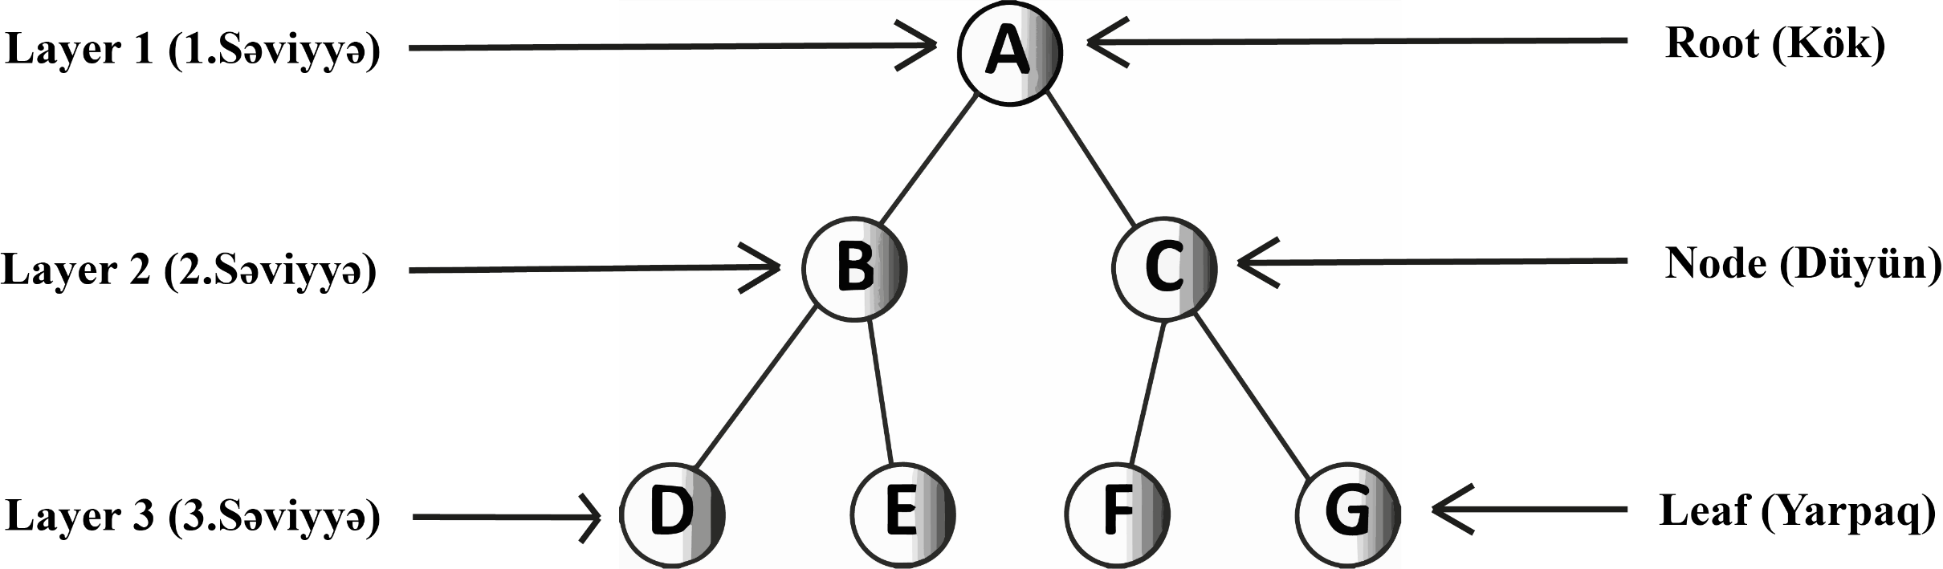 Layer 1 (1.Səviyyə)
A
Root (Kök)
Layer 2 (2.Səviyyə)
B
C
Node (Düyün)
Layer 3 (3.Səviyyə)
D
E
F
G
Leaf (Yarpaq)